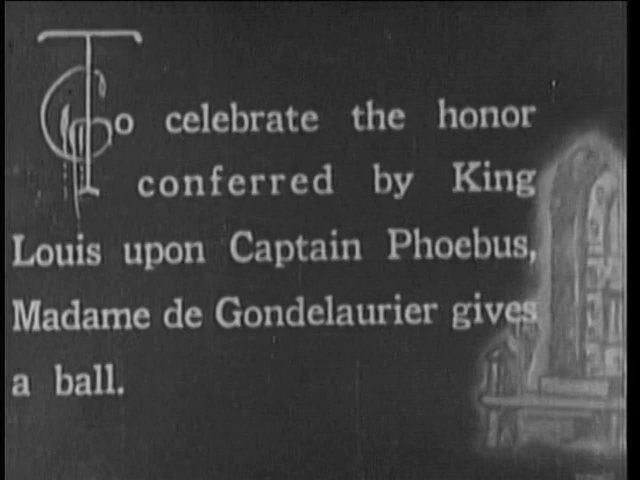 To celebrate the honor
conferred by King
Louis upon Captain Phoebus,
Madame de Gondelaurier gives
a ball.